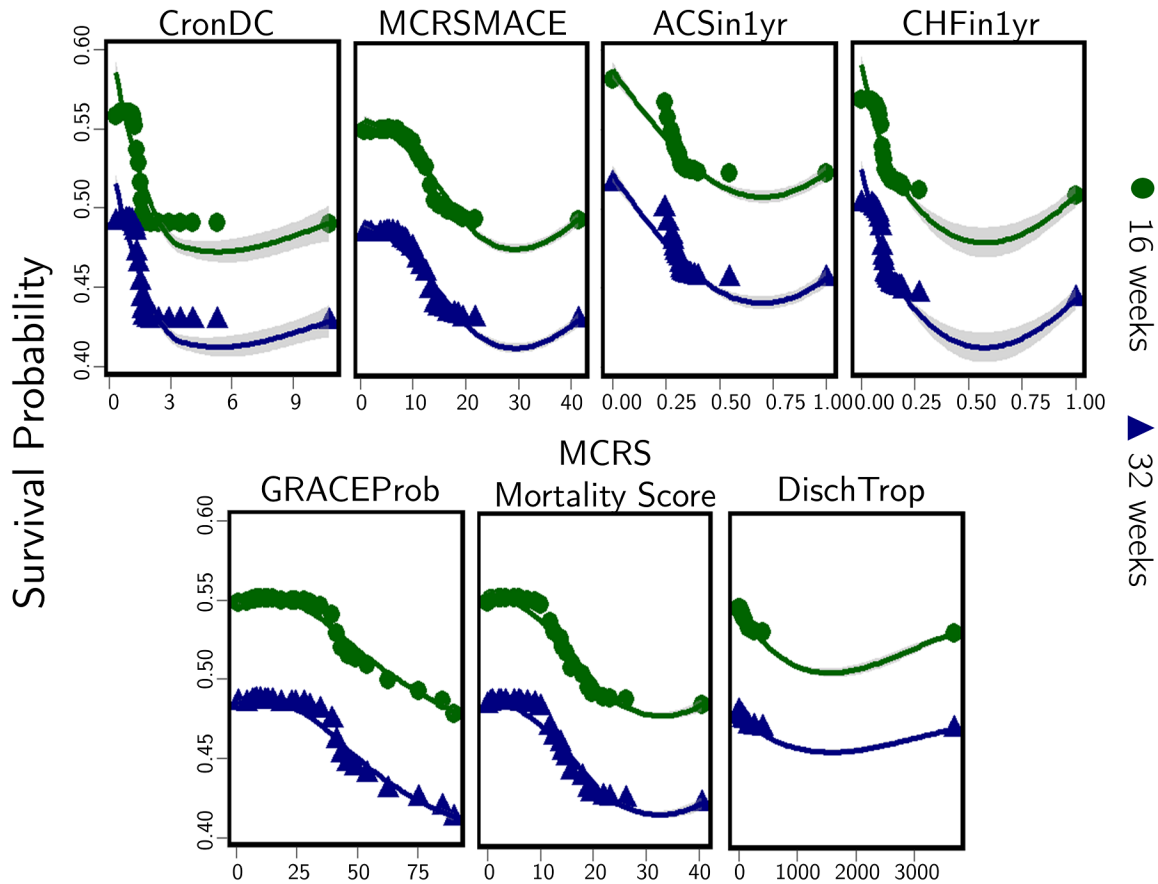 CronDC MCRSMACE ACSin1yr CHFin1yr
0.60
0.55
0.50
0.45
0.40
0 3 6 9 0 10 20 30 40 0.00 0.25 0.50 0.75 1.00 0.00 0.25 0.50 0.75 1.00
Survival Probability
16 weeks
32 weeks
MCRS
GRACEProb Mortality Score DischTrop
0.60
0.55
0.50
0.45
0.40
0 25 50 75 0 10 20 30 40 0 1000 2000 3000